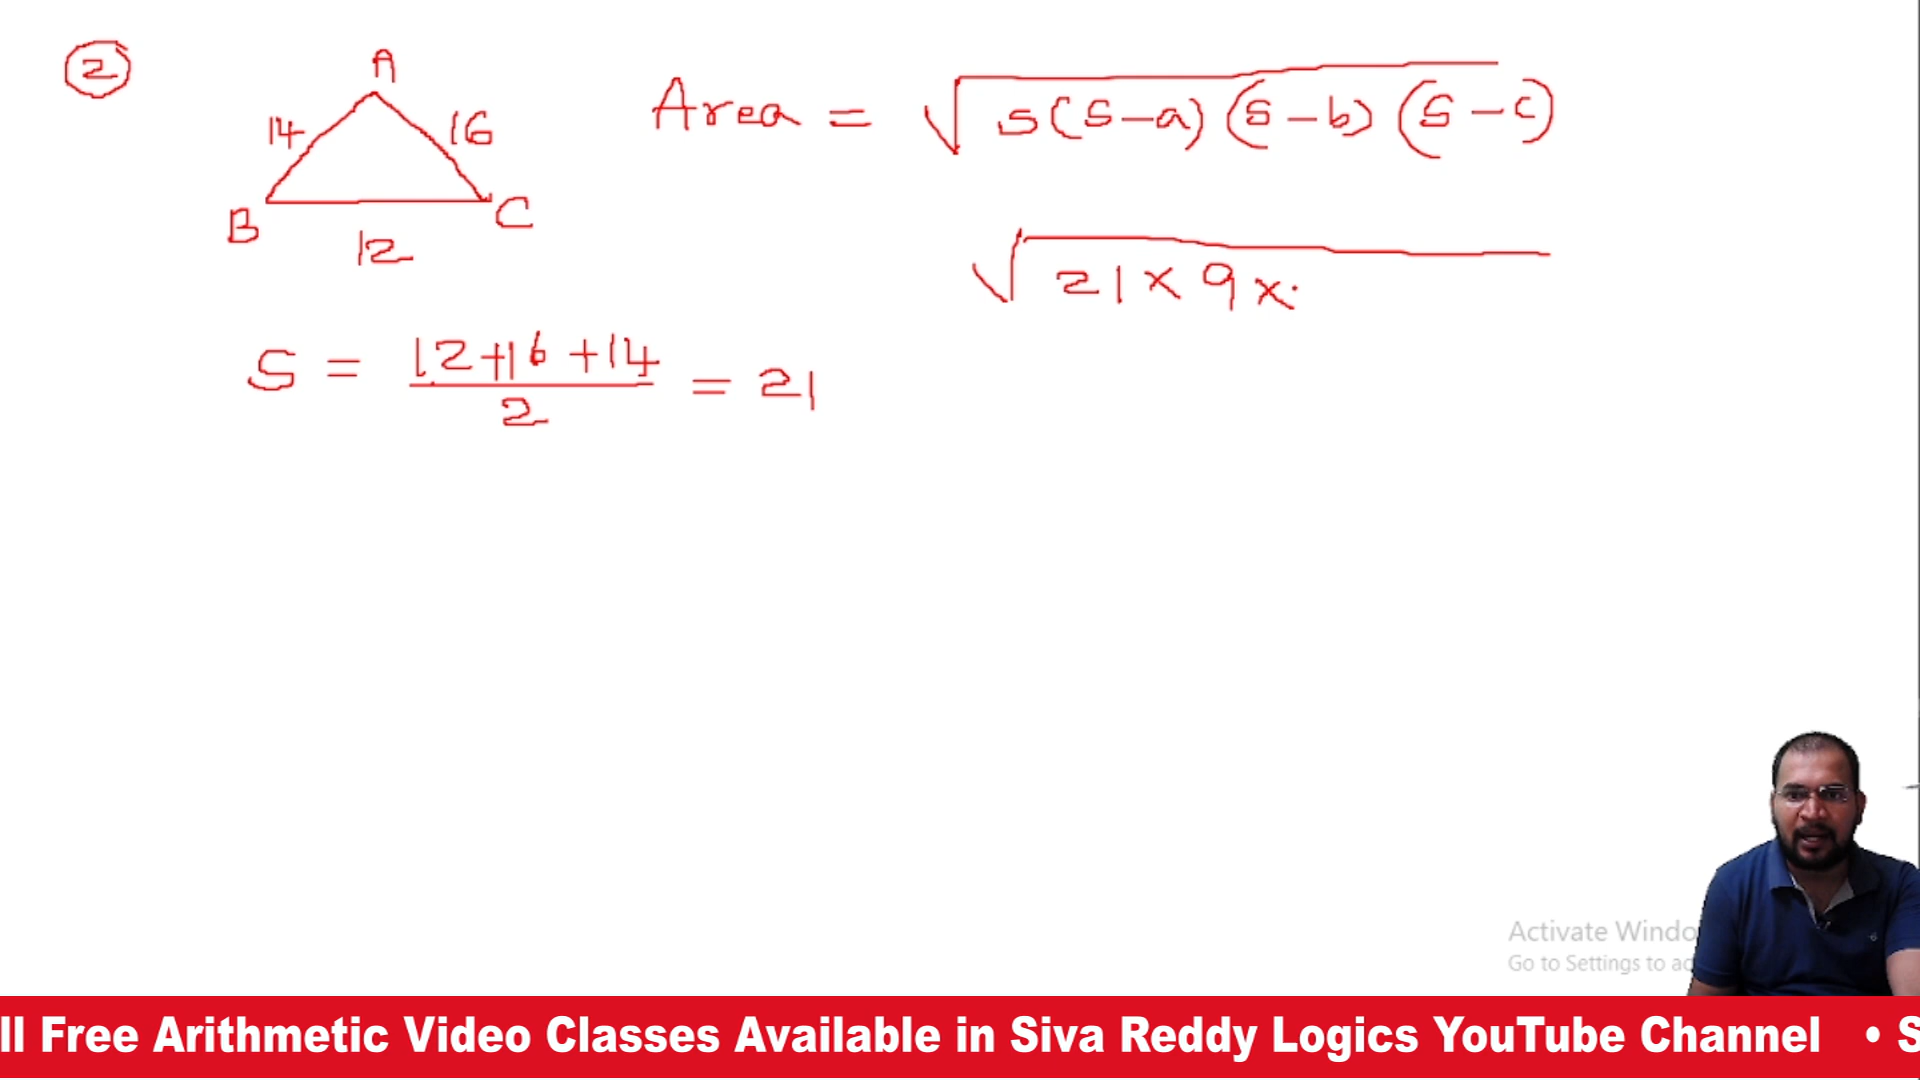 2
A
14
16
B
C
12
Area = √s(s-a)(s-b)(s-c)
√21×9×
S = 12+16+14 / 2 = 21
Activate Windo
Go to Settings to ac
ll Free Arithmetic Video Classes Available in Siva Reddy Logics YouTube Channel • S